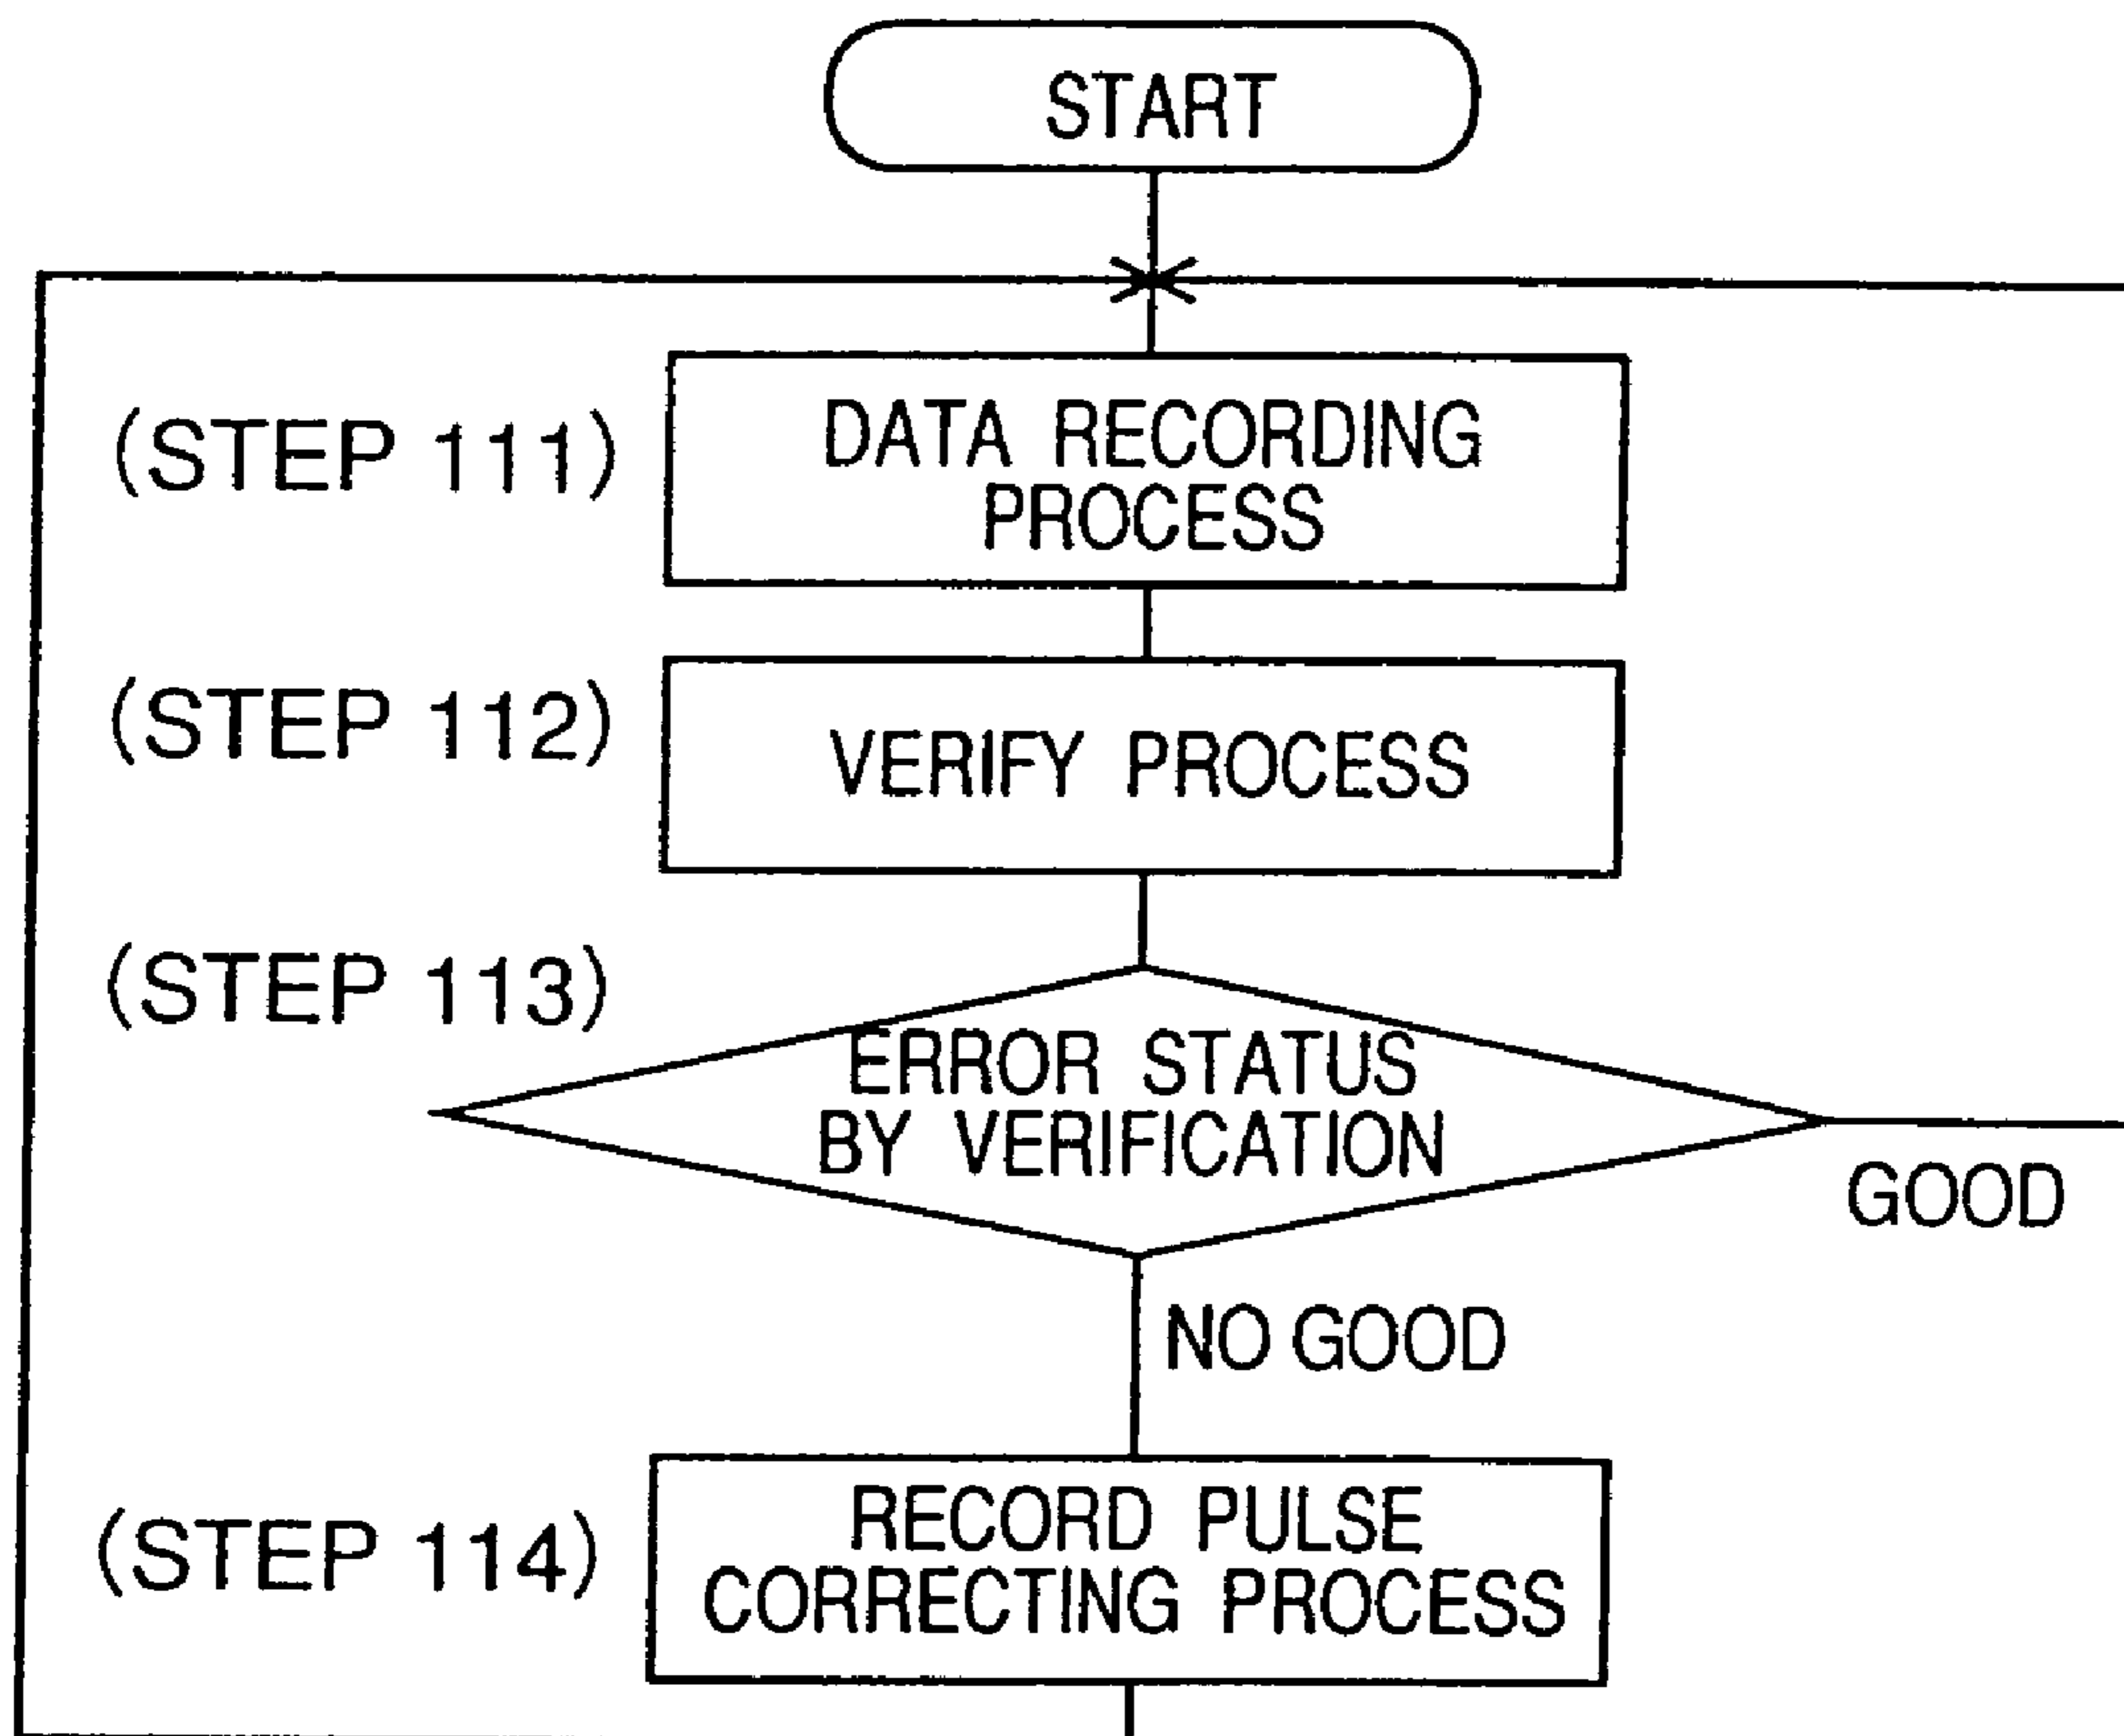 START
(STEP 111)
DATA RECORDING
PROCESS
(STEP 112)
VERIFY PROCESS
(STEP 113)
ERROR STATUS
BY VERIFICATION
GOOD
NO GOOD
(STEP 114)
RECORD PULSE
CORRECTING PROCESS